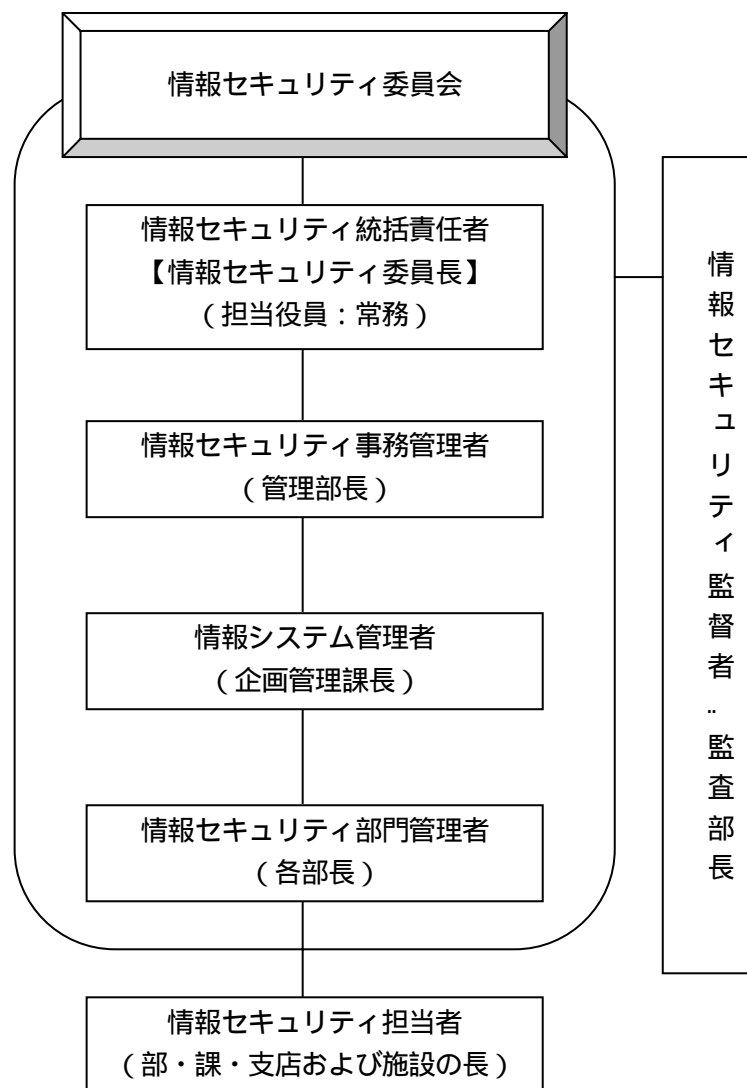 情報セキュリティ委員会
情報セキュリティ統括責任者
【情報セキュリティ委員長】
（担当役員：常務）
情報セキュリティ事務管理者
（管理部長）
情報システム管理者
（企画管理課長）
情報セキュリティ部門管理者
（各部長）
情報セキュリティ担当者
（部・課・支店および施設の長）
情報セキュリティ監督者‥監査部長